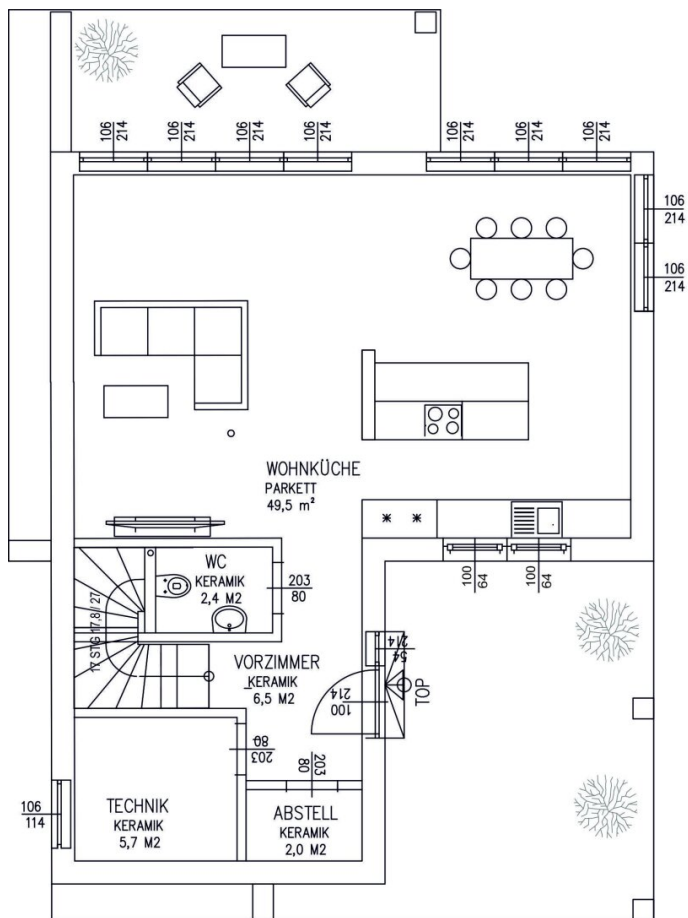 106
214
106
214
106
214
106
214
106
214
106
214
106
214
106
214
106
214
WOHNKÜCHE
PARKETT
49,5 m²
WC
KERAMIK
2,4 M2
203
80
100
64
100
64
17 STG 17,8 / 27
VORZIMMER
KERAMIK
6,5 M2
54
214
100
214
TOP
80
203
203
80
106
114
TECHNIK
KERAMIK
5,7 M2
ABSTELL
KERAMIK
2,0 M2